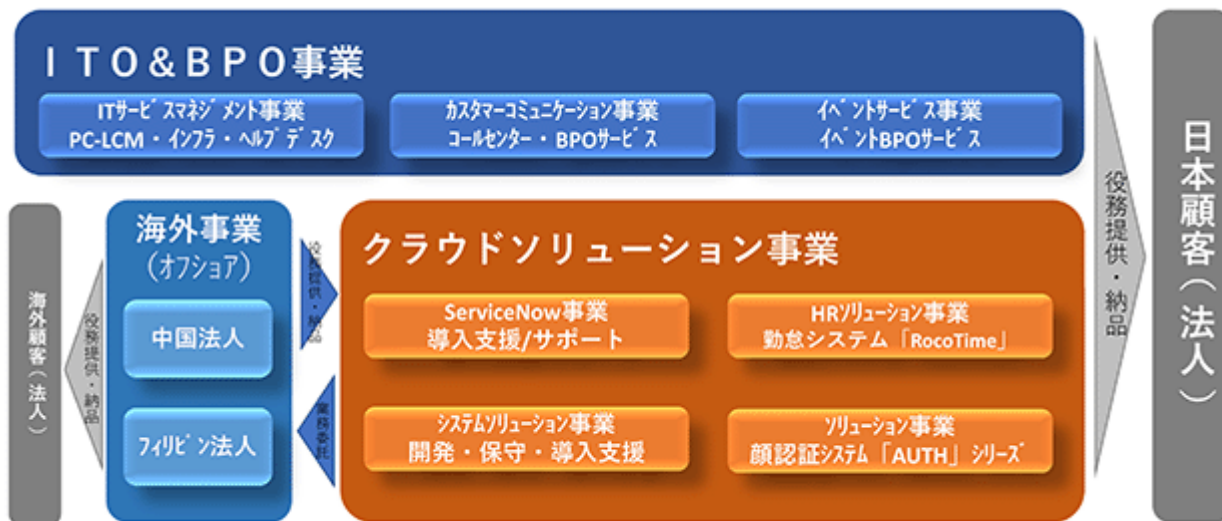 ＩＴＯ＆ＢＰＯ事業
ITｻｰﾋﾞｽﾏﾈｼﾞﾒﾝﾄ事業
PC-LCM・ｲﾝﾌﾗ・ﾍﾙﾌﾟﾃﾞｽｸ
ｶｽﾀﾏｰｺﾐｭﾆｹｰｼｮﾝ事業
ｺｰﾙｾﾝﾀｰ・BPOｻｰﾋﾞｽ
ｲﾍﾞﾝﾄｻｰﾋﾞｽ事業
ｲﾍﾞﾝﾄBPOｻｰﾋﾞｽ
役務提供・納品
日本顧客（法人）
海外顧客（法人）
役務提供・納品
海外事業
（ｵﾌｼｮｱ）
中国法人
ﾌｨﾘﾋﾟﾝ法人
役務提供・納品
業務委託
クラウドソリューション事業
ServiceNow事業
導入支援/サポート
HRｿﾘｭｰｼｮﾝ事業
勤怠システム「RocoTime」
ｼｽﾃﾑｿﾘｭｰｼｮﾝ事業
開発・保守・導入支援
ｿﾘｭｰｼｮﾝ事業
顔認証ｼｽﾃﾑ「AUTH」ｼﾘｰｽﾞ